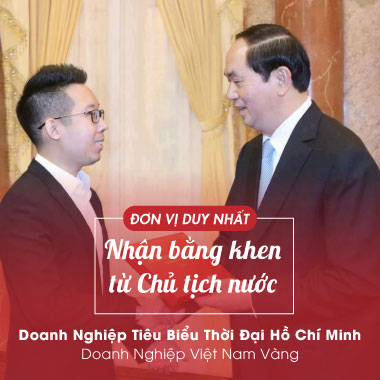 ĐƠN VỊ DUY NHẤT
Nhận bằng khen
từ Chủ tịch nước
Doanh Nghiệp Tiêu Biểu Thời Đại Hồ Chí Minh
Doanh Nghiệp Việt Nam Vàng